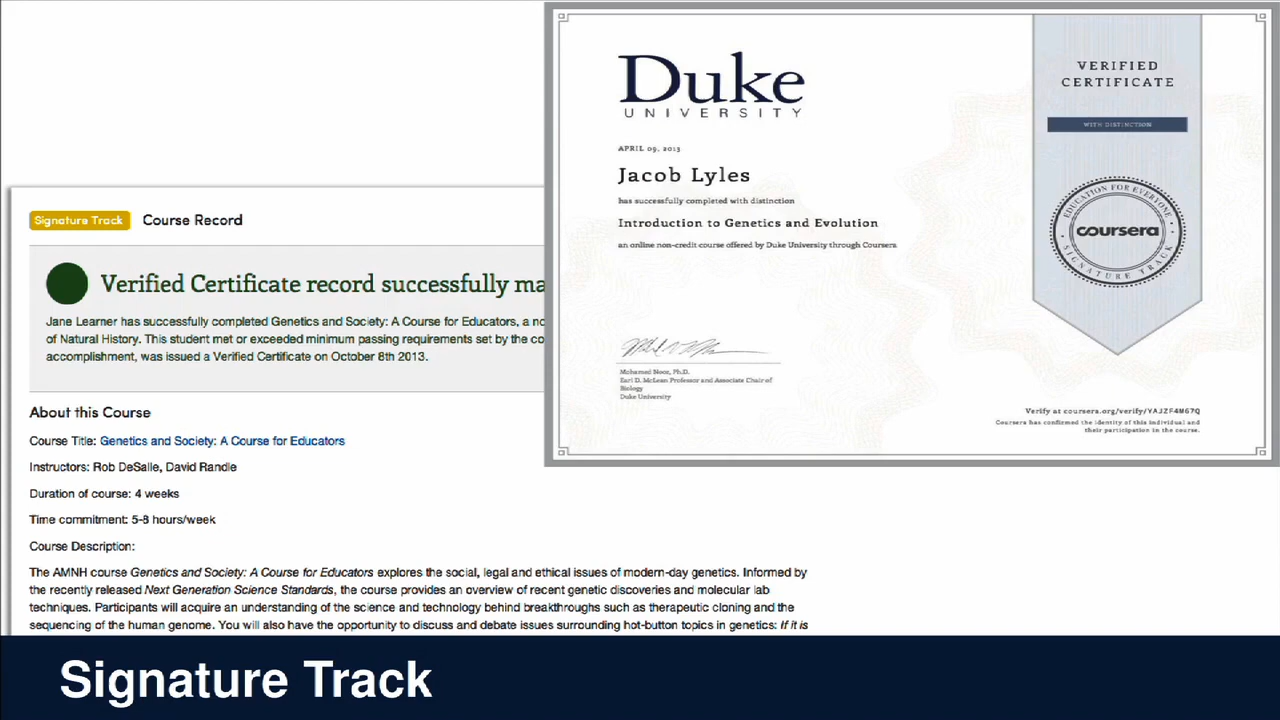 Duke
UNIVERSITY
APRIL 09, 2013
Jacob Lyles
has successfully completed with distinction
Introduction to Genetics and Evolution
an online non-credit course offered by Duke University through Coursera
Mohamed Noor, Ph.D.
Earl D. McLean Professor and Associate Chair of
Biology
Duke University
VERIFIED
CERTIFICATE
WITH DISTINCTION
EDUCATION FOR EVERYONE
coursera
SIGNATURE TRACK
Verify at coursera.org/verify/YAJZF4M67Q
Coursera has confirmed the identity of this individual and
their participation in the course.
Signature Track Course Record
Verified Certificate record successfully ma
Jane Learner has successfully completed Genetics and Society: A Course for Educators, a no
of Natural History. This student met or exceeded minimum passing requirements set by the co
accomplishment, was issued a Verified Certificate on October 8th 2013.
About this Course
Course Title: Genetics and Society: A Course for Educators
Instructors: Rob DeSalle, David Randle
Duration of course: 4 weeks
Time commitment: 5-8 hours/week
Course Description:
The AMNH course Genetics and Society: A Course for Educators explores the social, legal and ethical issues of modern-day genetics. Informed by
the recently released Next Generation Science Standards, the course provides an overview of recent genetic discoveries and molecular lab
techniques. Participants will acquire an understanding of the science and technology behind breakthroughs such as therapeutic cloning and the
sequencing of the human genome. You will also have the opportunity to discuss and debate issues surrounding hot-button topics in genetics: If it is
Signature Track